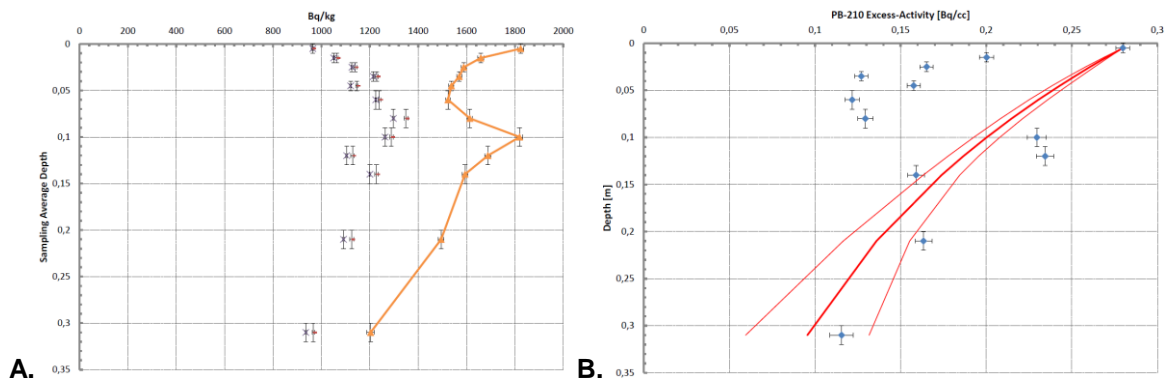 Bq/kg
0 200 400 600 800 1000 1200 1400 1600 1800 2000
0
0,05
0,1
0,15
0,2
0,25
0,3
0,35
Sampling Average Depth
A.
PB-210 Excess-Activity [Bq/cc]
0 0,05 0,1 0,15 0,2 0,25 0,3
0
0,05
0,1
0,15
0,2
0,25
0,3
0,35
Depth [m]
B.